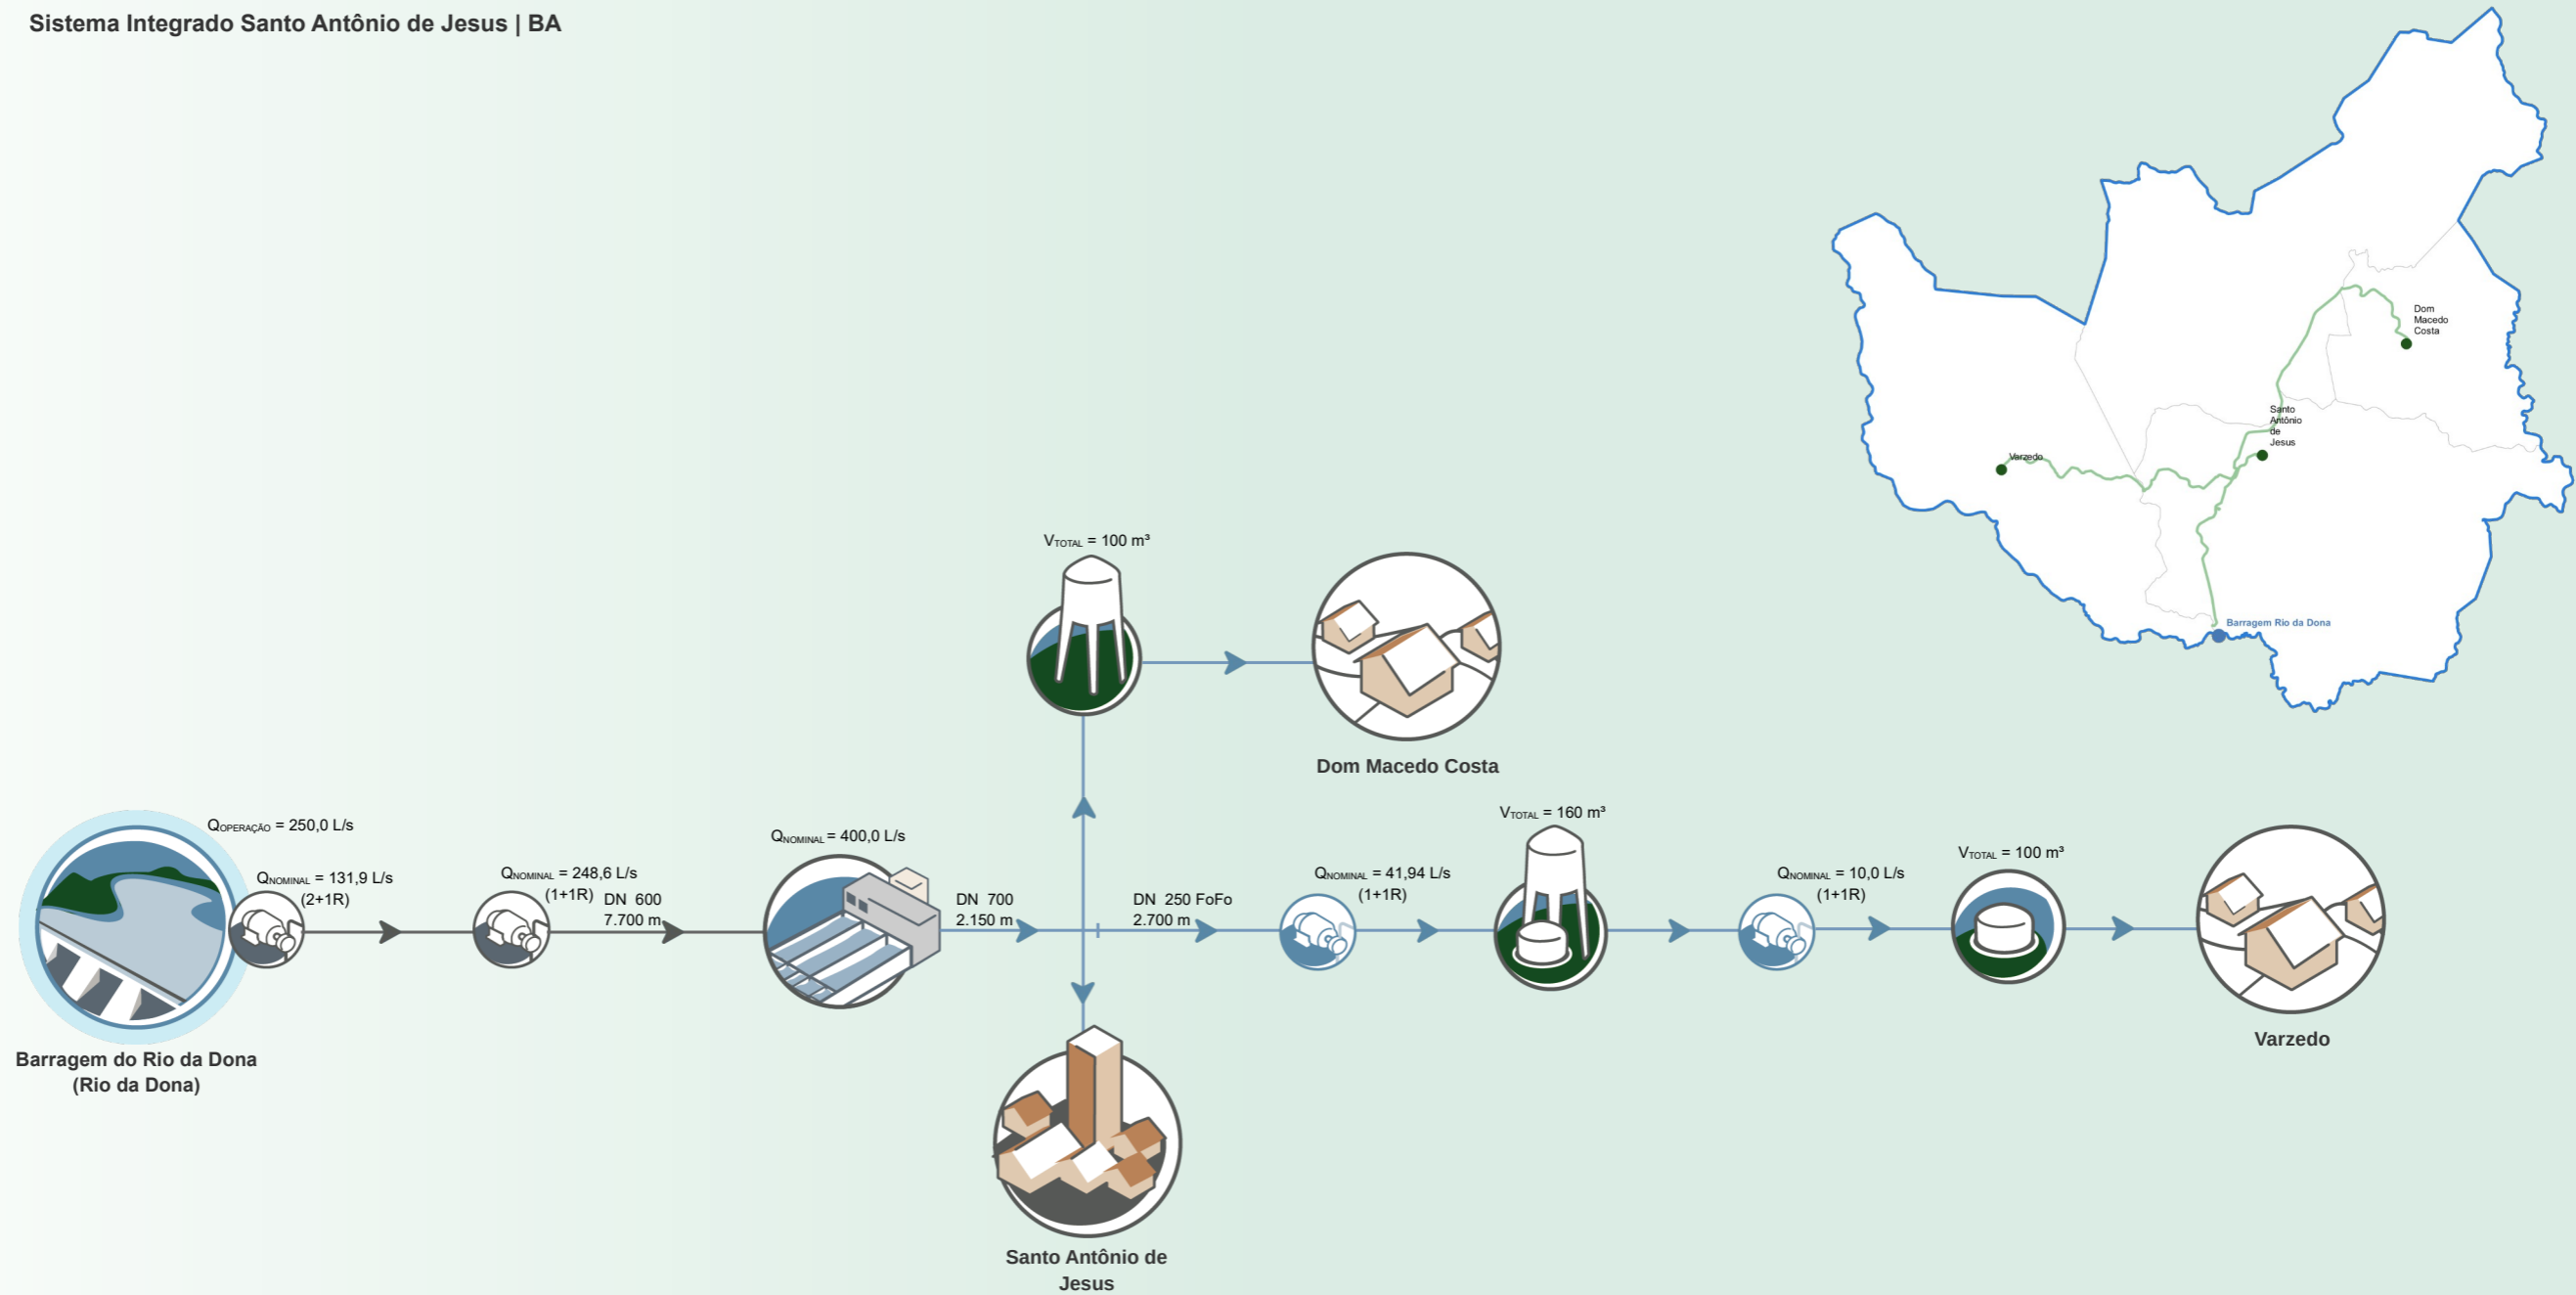 Sistema Integrado Santo Antônio de Jesus | BA
Dom
Macedo
Costa
Santo
Antônio
de
Jesus
Varzedo
Barragem Rio da Dona
VTOTAL = 100 m³
Dom Macedo Costa
QOPERAÇÃO = 250,0 L/s
QNOMINAL = 131,9 L/s
(2+1R)
QNOMINAL = 248,6 L/s
(1+1R)
DN 600
7.700 m
QNOMINAL = 400,0 L/s
DN 700
2.150 m
DN 250 FoFo
2.700 m
QNOMINAL = 41,94 L/s
(1+1R)
VTOTAL = 160 m³
QNOMINAL = 10,0 L/s
(1+1R)
VTOTAL = 100 m³
Barragem do Rio da Dona
(Rio da Dona)
Varzedo
Santo Antônio de
Jesus